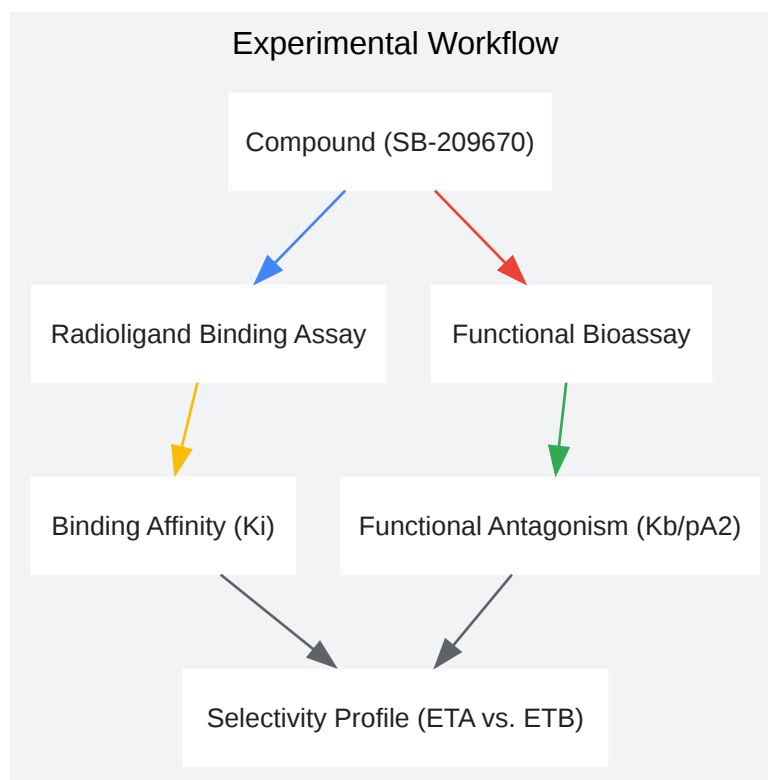 Experimental Workflow
Compound (SB-209670)
Radioligand Binding Assay
Functional Bioassay
Binding Affinity (Ki)
Functional Antagonism (Kb/pA2)
Selectivity Profile (ETA vs. ETB)